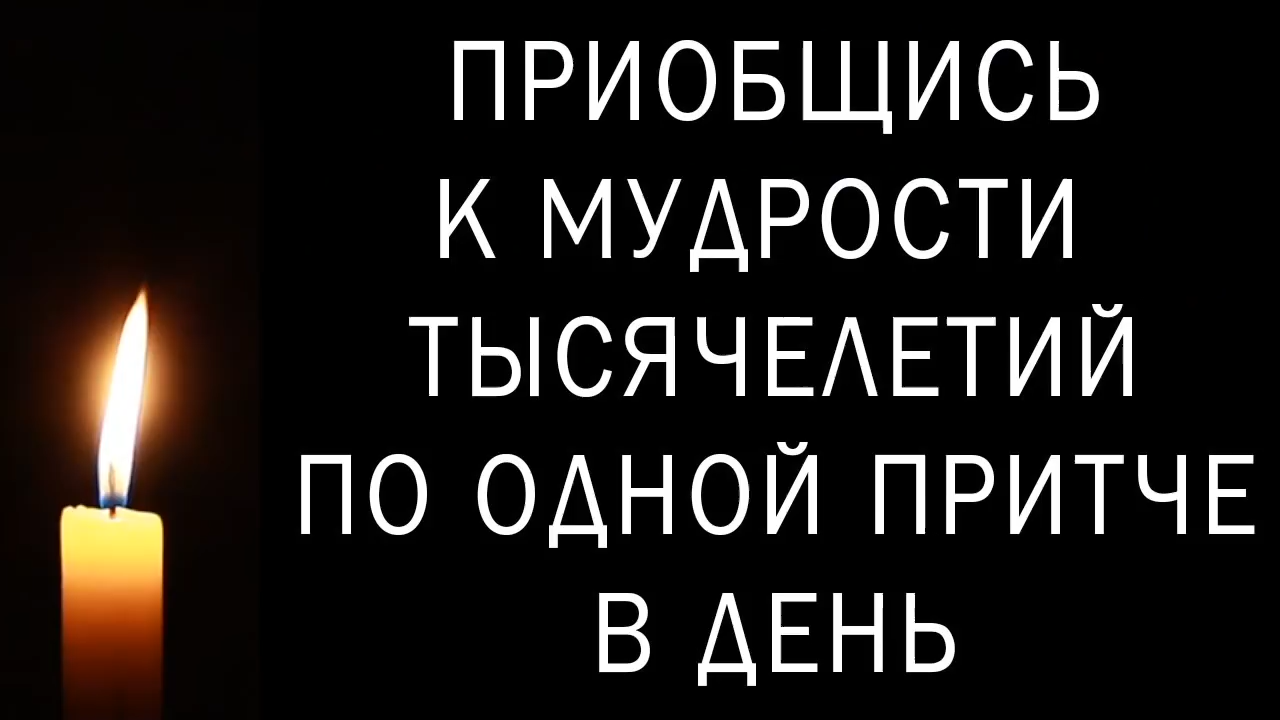 ПРИОБЩИСЬ
К МУДРОСТИ
ТЫСЯЧЕЛЕТИЙ
ПО ОДНОЙ ПРИТЧЕ
В ДЕНЬ